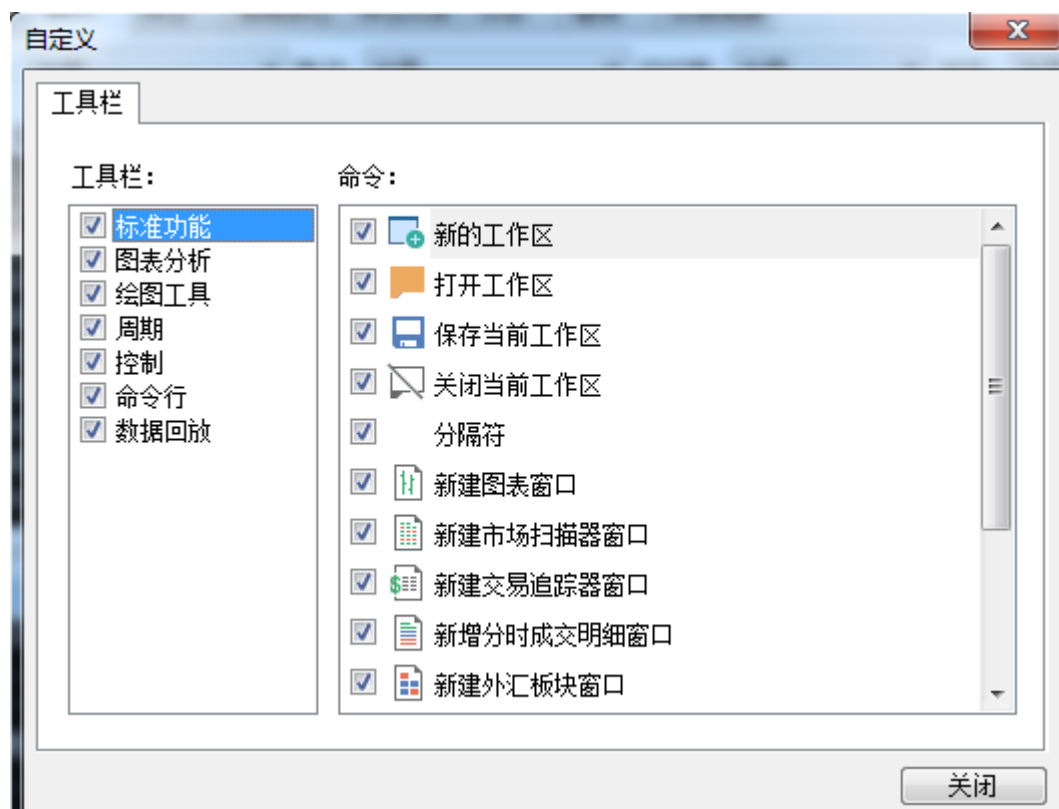 自定义
工具栏
工具栏:
标准功能
图表分析
绘图工具
周期
控制
命令行
数据回放
命令:
新的工作区
打开工作区
保存当前工作区
关闭当前工作区
分隔符
新建图表窗口
新建市场扫描器窗口
新建交易追踪器窗口
新增分时成交明细窗口
新建外汇板块窗口
关闭